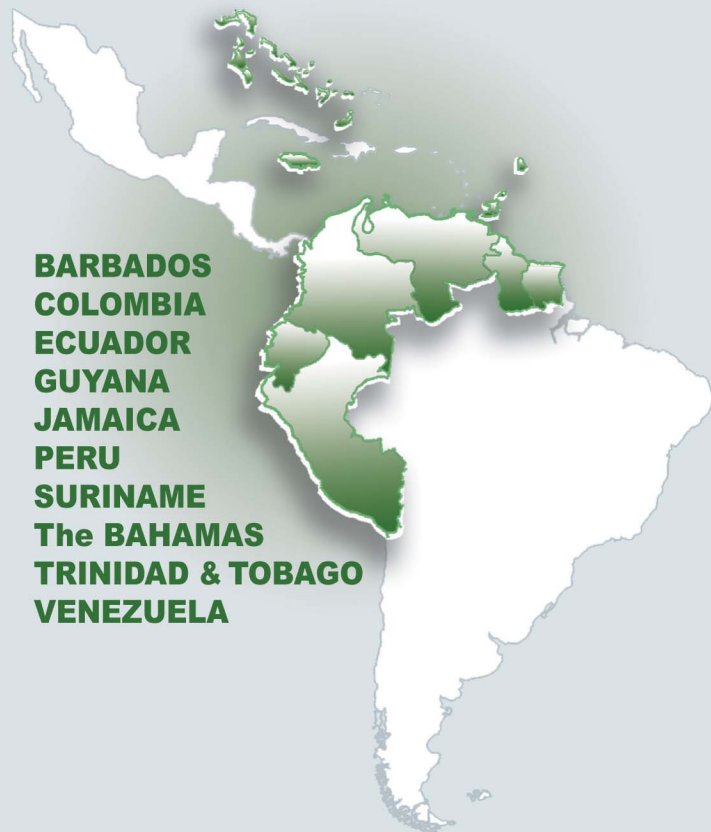 BARBADOS
COLOMBIA
ECUADOR
GUYANA
JAMAICA
PERU
SURINAME
The BAHAMAS
TRINIDAD & TOBAGO
VENEZUELA